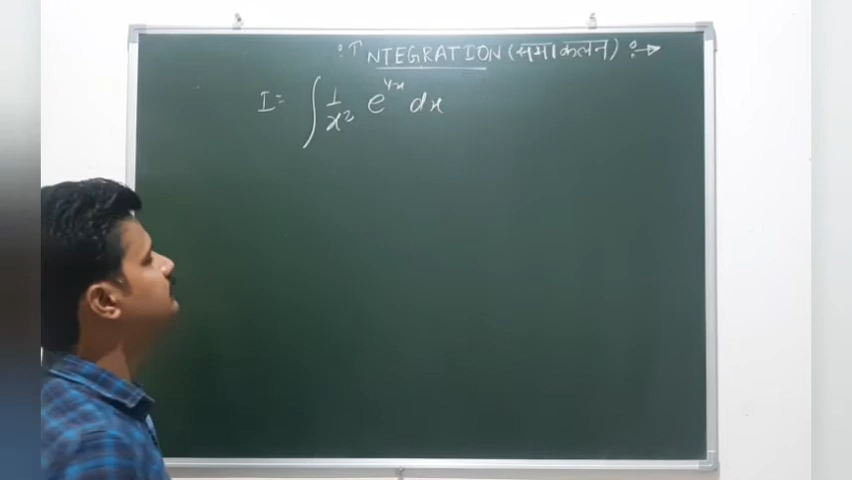 :INTEGRATION (समाकलन) :→
I = ∫ 1/x² e^{1/x} dx